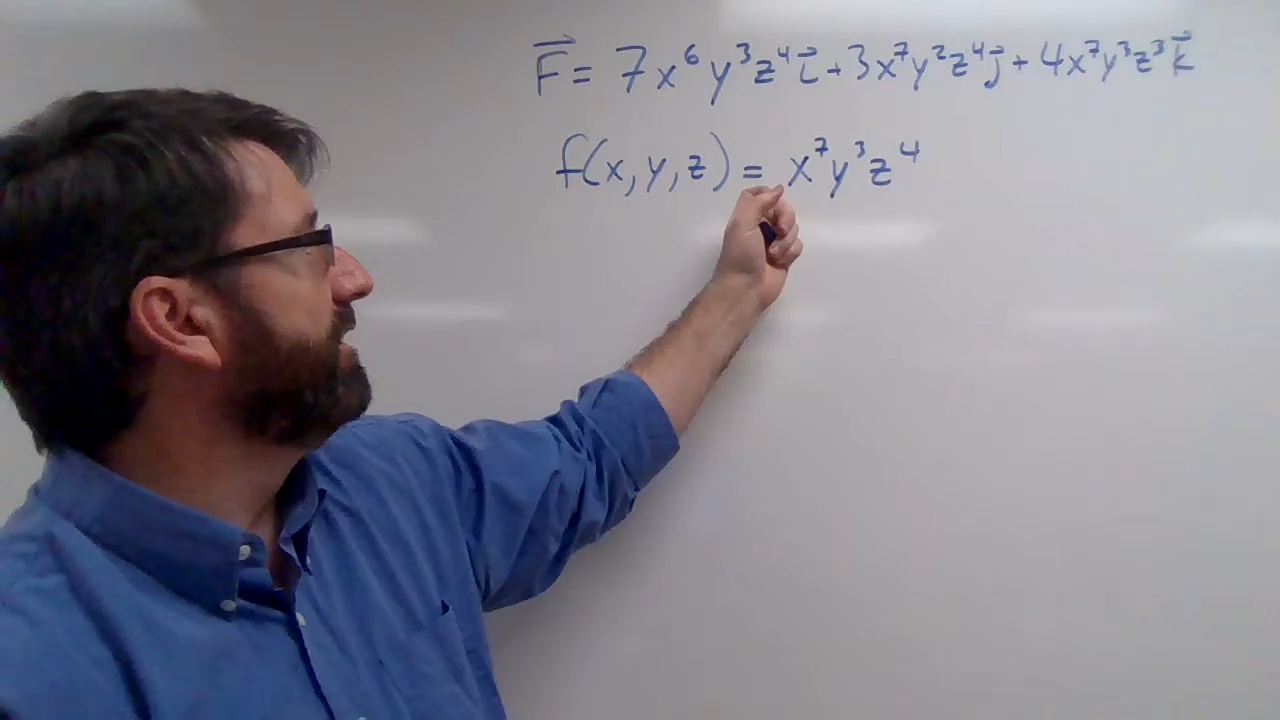 F⃗ = 7x⁶y³z⁴i⃗ + 3x⁷y²z⁴j⃗ + 4x⁷y³z³k⃗
f(x, y, z) = x⁷y³z⁴